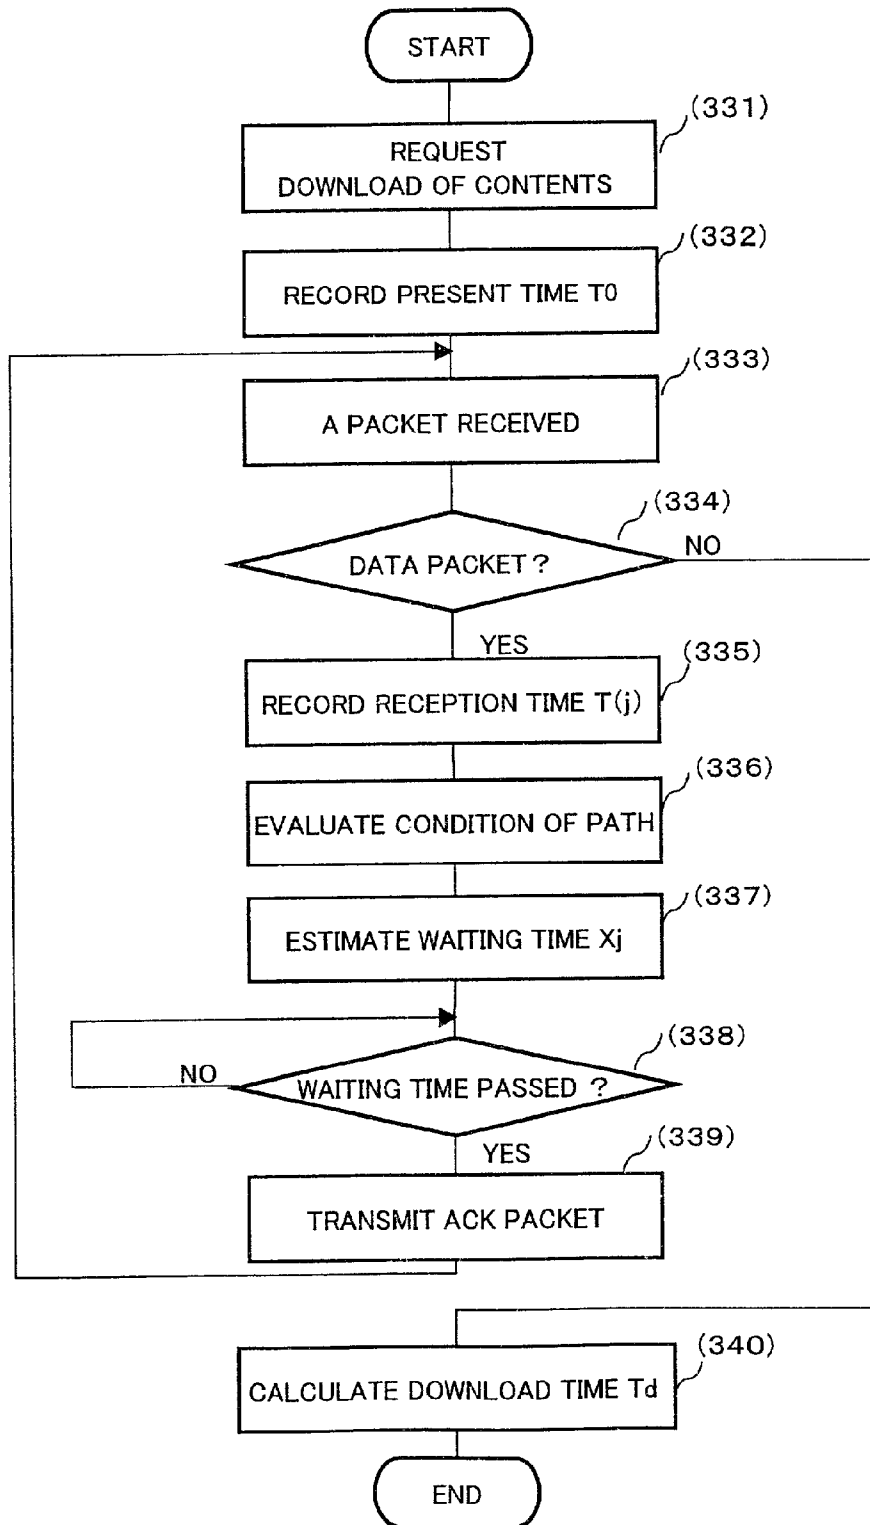 START
(331)
REQUEST
DOWNLOAD OF CONTENTS
(332)
RECORD PRESENT TIME T0
(333)
A PACKET RECEIVED
(334)
DATA PACKET ?
NO
YES
(335)
RECORD RECEPTION TIME T(j)
(336)
EVALUATE CONDITION OF PATH
(337)
ESTIMATE WAITING TIME Xj
(338)
NO
WAITING TIME PASSED ?
YES
(339)
TRANSMIT ACK PACKET
(340)
CALCULATE DOWNLOAD TIME Td
END